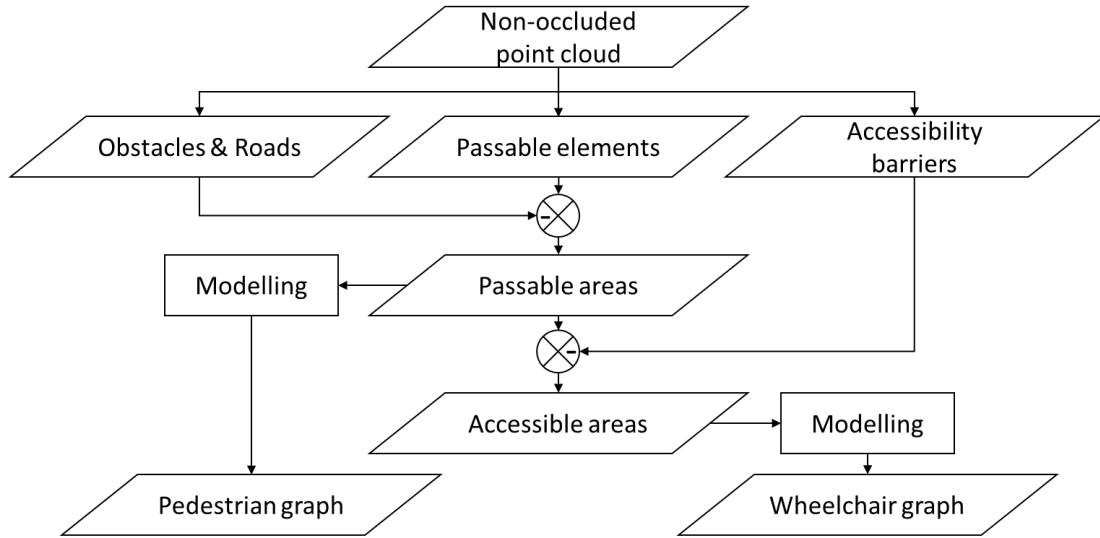 Non-occluded
point cloud
Obstacles & Roads
Passable elements
Accessibility
barriers
-
Modelling
Passable areas
-
Accessible areas
Modelling
Pedestrian graph
Wheelchair graph